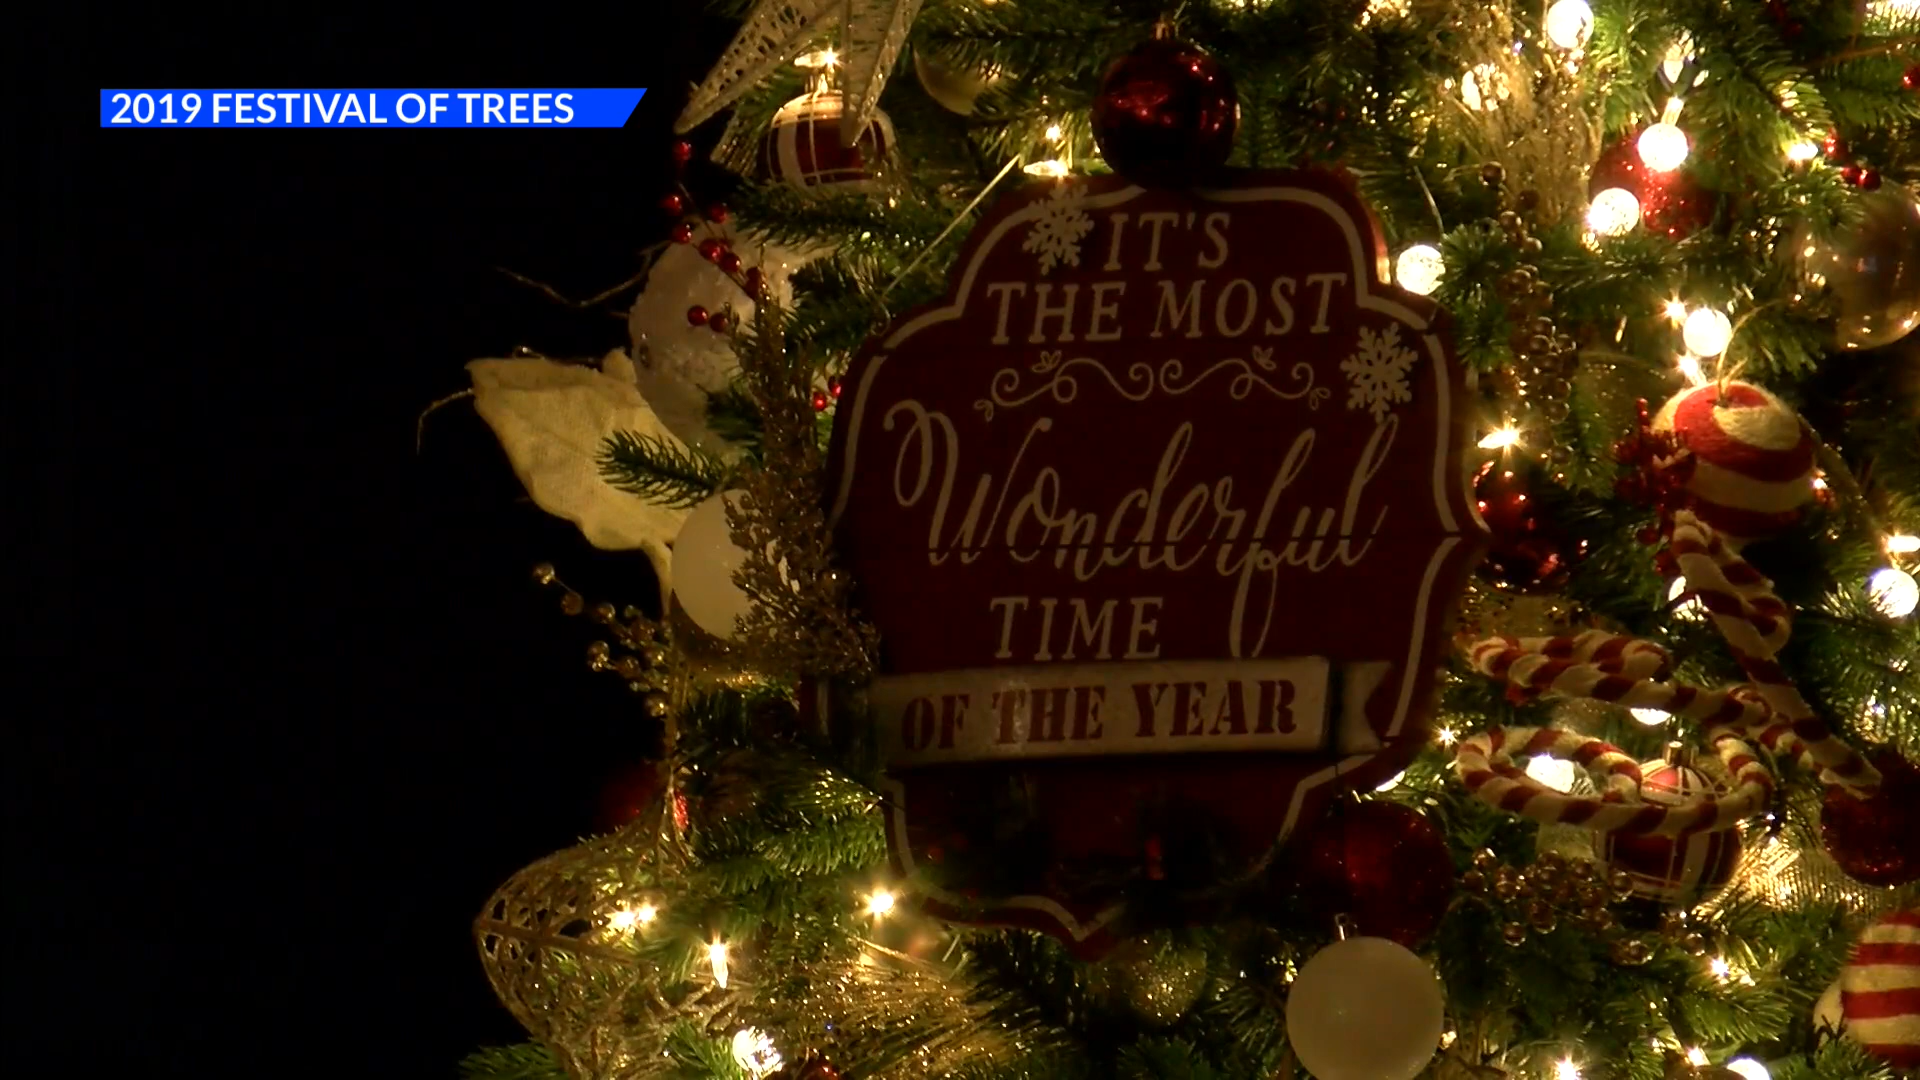 2019 FESTIVAL OF TREES
IT'S
THE MOST
Wonderful
TIME
OF THE YEAR